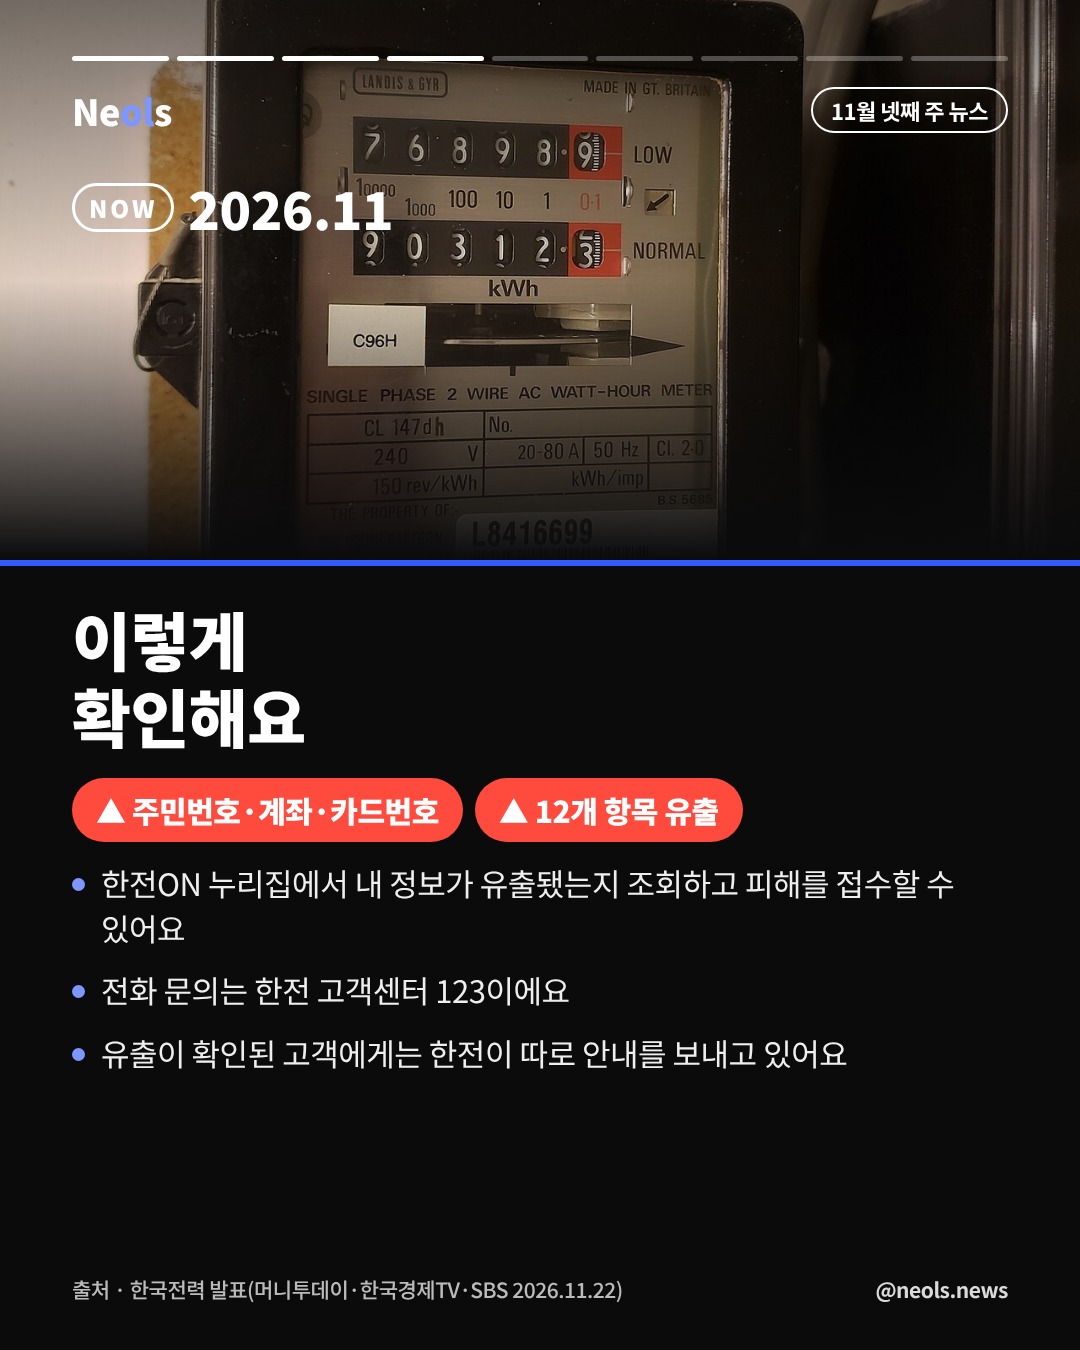 Neols
11월 넷째 주 뉴스
NOW 2026.11
LANDIS & GYR
MADE IN GT. BRITAIN
7 6 8 9 8 9 LOW
10000 1000 100 10 1 0·1
9 0 3 1 2 3 NORMAL
kWh
C96H
SINGLE PHASE 2 WIRE AC WATT-HOUR METER
CL 147dh No.
240 V 20-80 A 50 Hz Cl. 2·0
150 rev/kWh kWh/imp
B.S. 5685
THE PROPERTY OF
L8416699
이렇게
확인해요
▲ 주민번호·계좌·카드번호 ▲ 12개 항목 유출
• 한전ON 누리집에서 내 정보가 유출됐는지 조회하고 피해를 접수할 수
있어요
• 전화 문의는 한전 고객센터 123이에요
• 유출이 확인된 고객에게는 한전이 따로 안내를 보내고 있어요
출처 · 한국전력 발표(머니투데이·한국경제TV·SBS 2026.11.22)
@neols.news